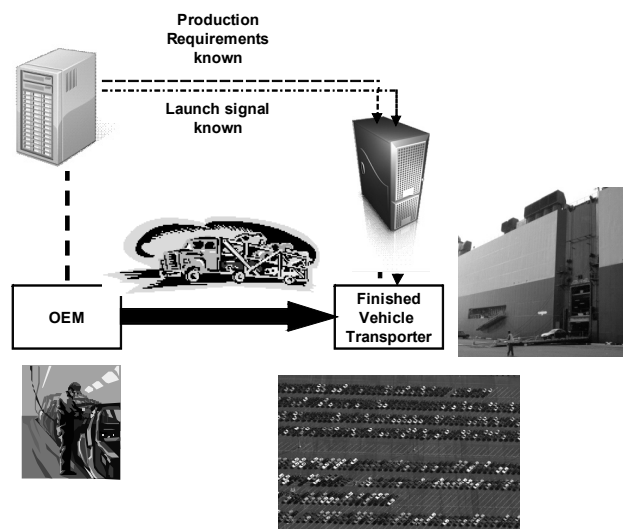 Production
Requirements
known
Launch signal
known
OEM
Finished
Vehicle
Transporter